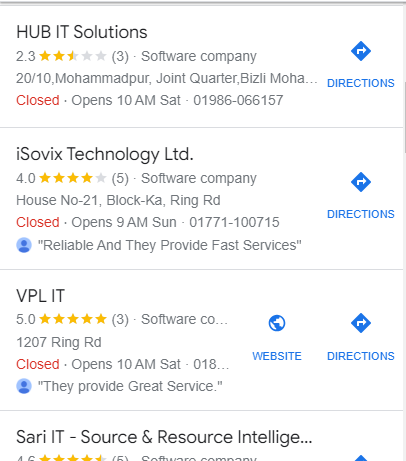 HUB IT Solutions
2.3 (3) · Software company
20/10,Mohammadpur, Joint Quarter,Bizli Moha...
DIRECTIONS
Closed · Opens 10 AM Sat · 01986-066157
iSovix Technology Ltd.
4.0 (5) · Software company
House No-21, Block-Ka, Ring Rd
DIRECTIONS
Closed · Opens 9 AM Sun · 01771-100715
"Reliable And They Provide Fast Services"
VPL IT
5.0 (3) · Software co...
1207 Ring Rd
WEBSITE DIRECTIONS
Closed · Opens 10 AM Sat · 018...
"They provide Great Service."
Sari IT - Source & Resource Intellige...
4.6 (5) · Software company